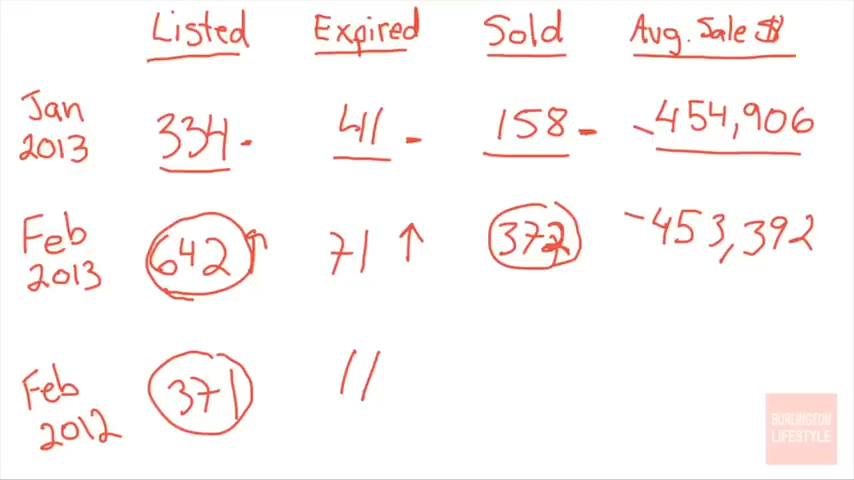 Listed Expired Sold Avg. Sale $
Jan 2013 334 41 158 454,906
Feb 2013 642 ↑ 71 ↑ 372 453,392
Feb 2012 371 11
BURLINGTON
LIFESTYLE